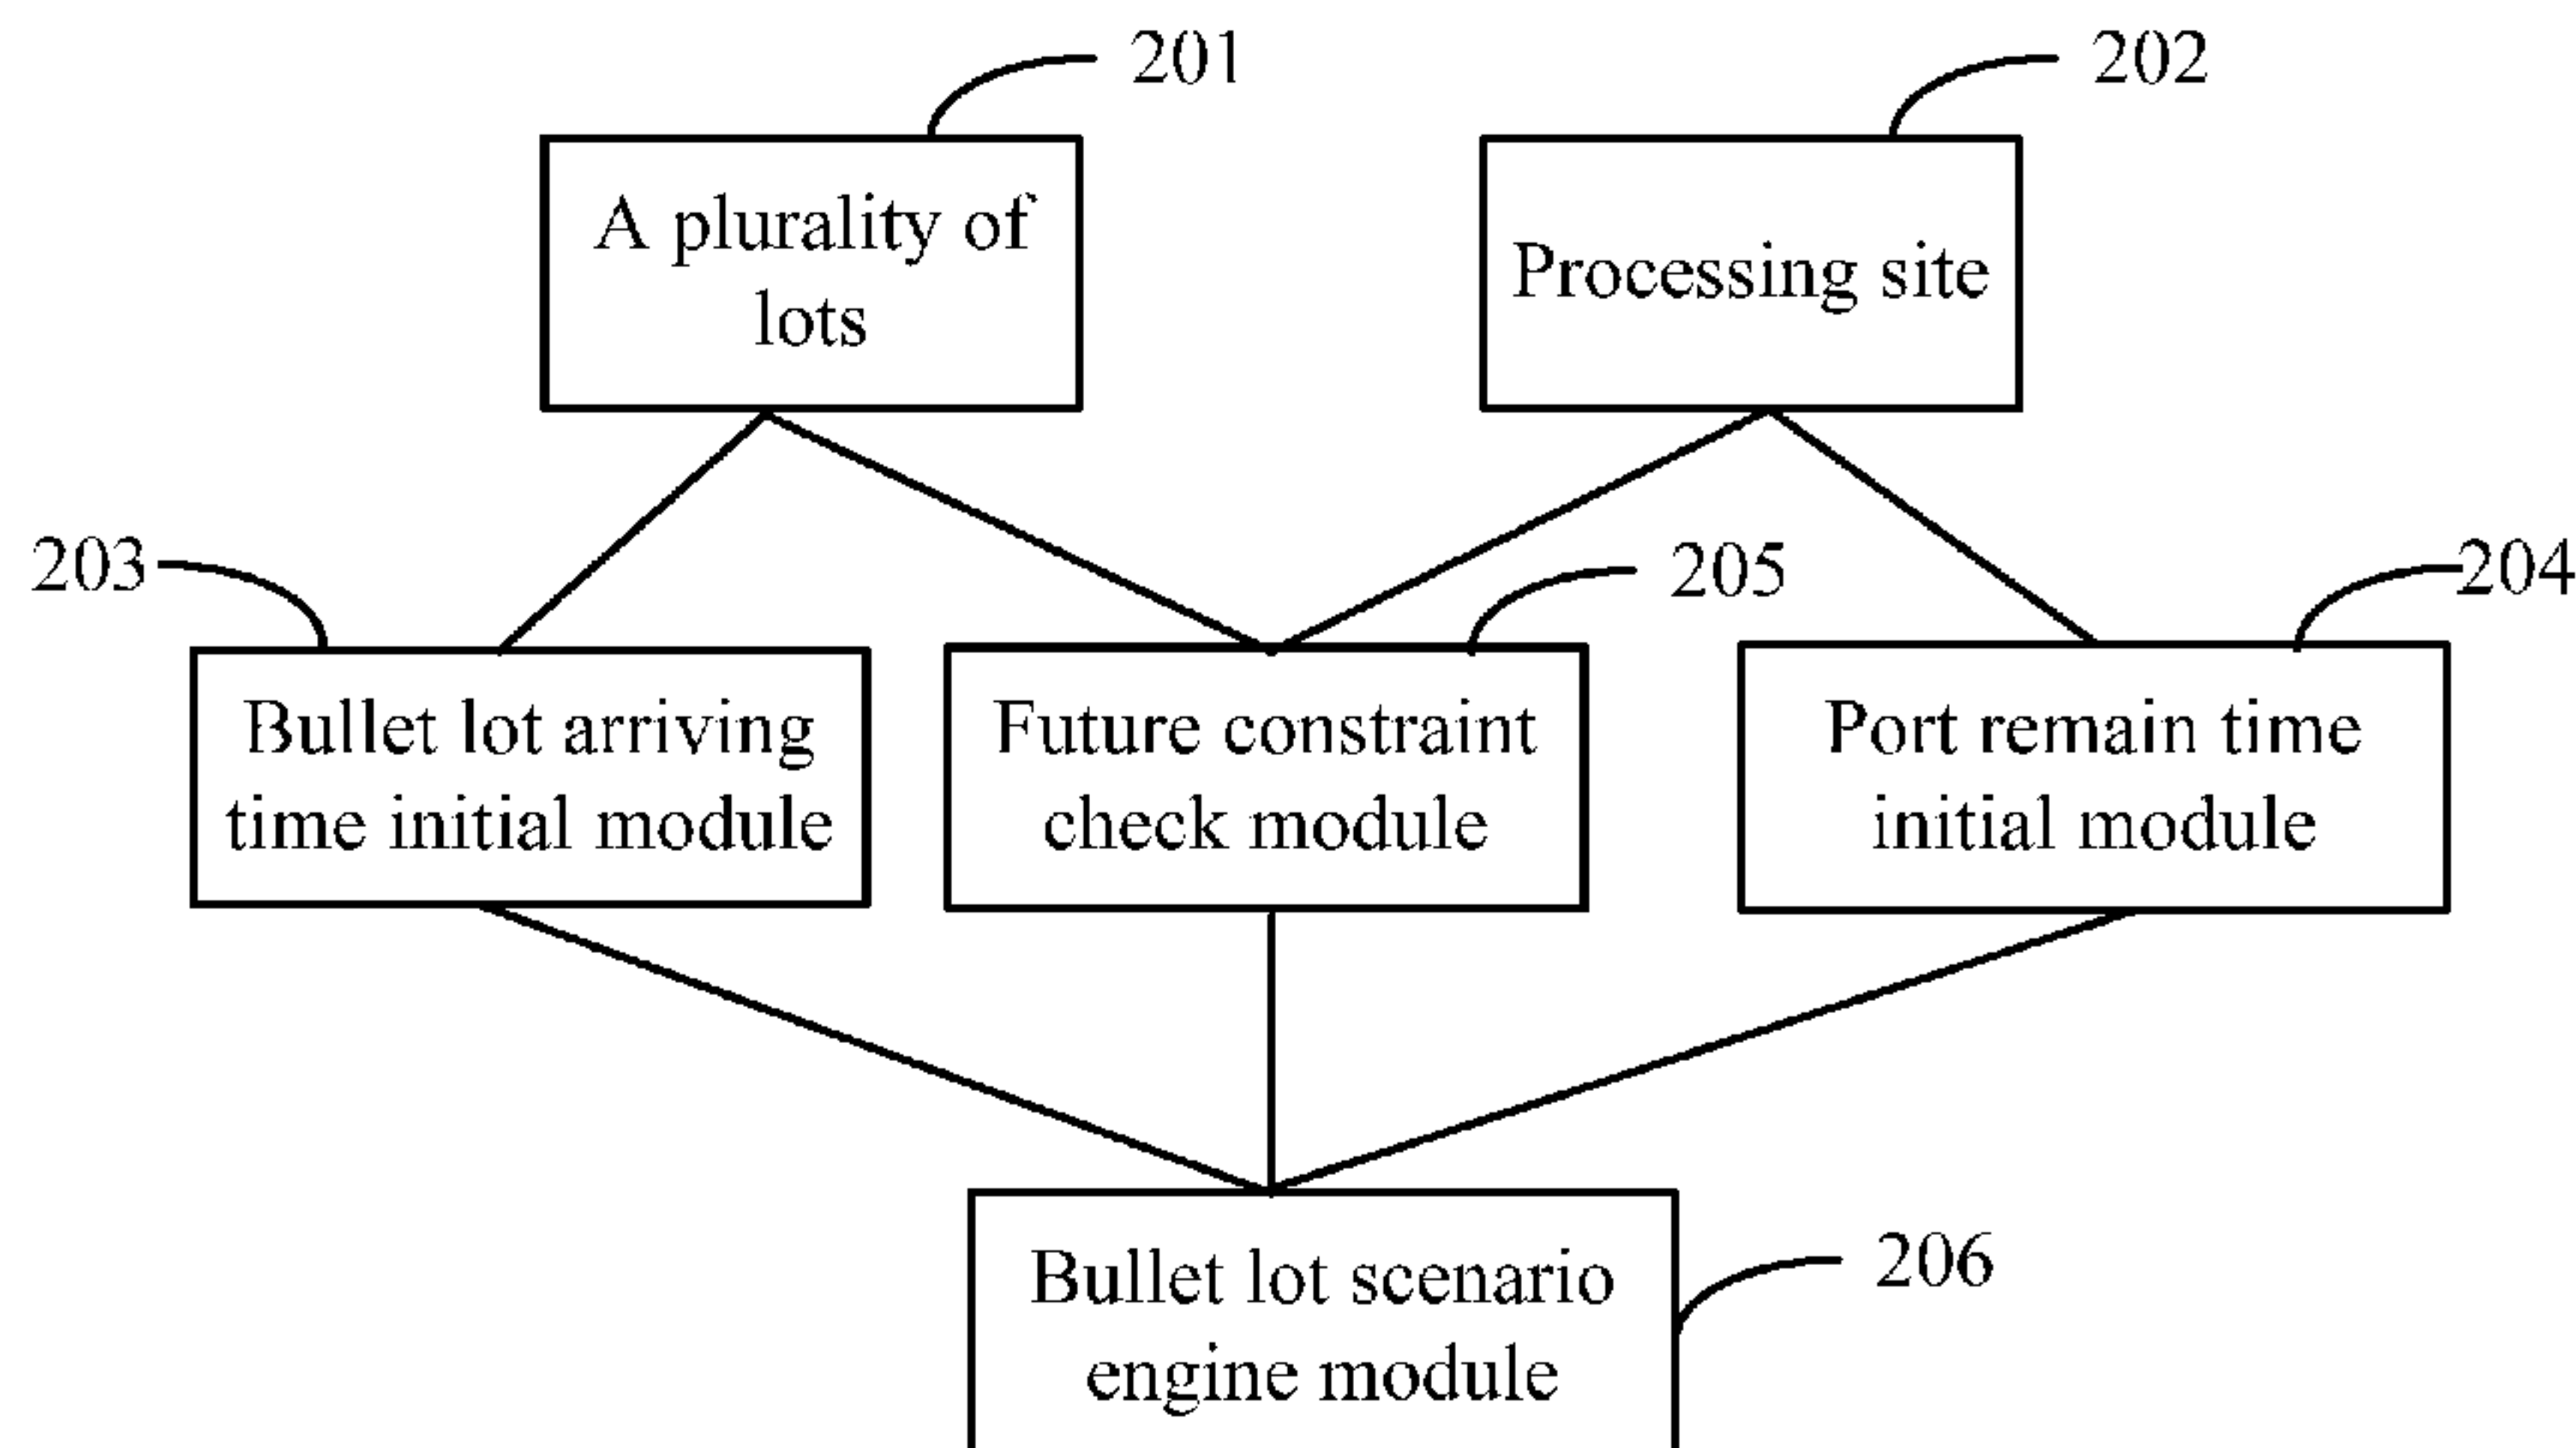 201
202
A plurality of
lots
Processing site
203
205
204
Bullet lot arriving
time initial module
Future constraint
check module
Port remain time
initial module
206
Bullet lot scenario
engine module